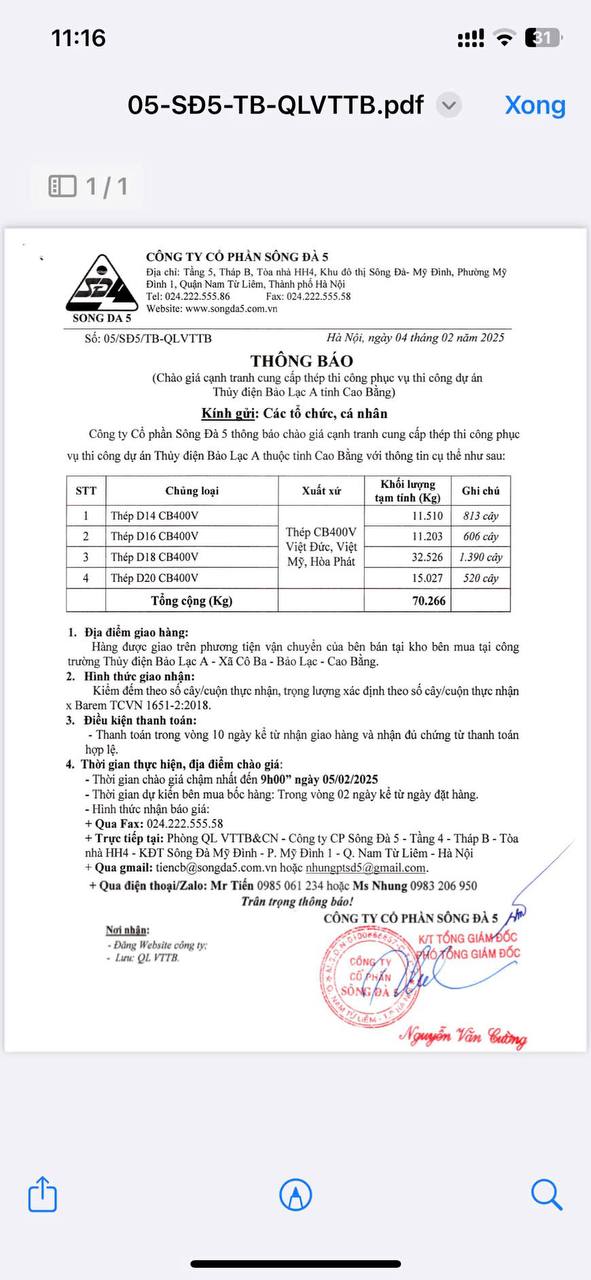 11:16
31
05-SĐ5-TB-QLVTTB.pdf
Xong
1 / 1
SĐ
SONG DA 5
CÔNG TY CỔ PHẦN SÔNG ĐÀ 5
Địa chỉ: Tầng 5, Tháp B, Tòa nhà HH4, Khu đô thị Sông Đà- Mỹ Đình, Phường Mỹ
Đình 1, Quận Nam Từ Liêm, Thành phố Hà Nội
Tel: 024.222.555.86 Fax: 024.222.555.58
Website: www.songda5.com.vn
Số: 05/SĐ5/TB-QLVTTB
Hà Nội, ngày 04 tháng 02 năm 2025
THÔNG BÁO
(Chào giá cạnh tranh cung cấp thép thi công phục vụ thi công dự án
Thủy điện Bảo Lạc A tỉnh Cao Bằng)
Kính gửi: Các tổ chức, cá nhân
Công ty Cổ phần Sông Đà 5 thông báo chào giá cạnh tranh cung cấp thép thi công phục
vụ thi công dự án Thủy điện Bảo Lạc A thuộc tỉnh Cao Bằng với thông tin cụ thể như sau:
STT Chủng loại Xuất xứ Khối lượng tạm tính (Kg) Ghi chú
1 Thép D14 CB400V 11.510 813 cây
2 Thép D16 CB400V 11.203 606 cây
3 Thép D18 CB400V 32.526 1.390 cây
4 Thép D20 CB400V 15.027 520 cây
Thép CB400V
Việt Đức, Việt
Mỹ, Hòa Phát
Tổng cộng (Kg) 70.266
1. Địa điểm giao hàng:
Hàng được giao trên phương tiện vận chuyển của bên bán tại kho bên mua tại công
trường Thủy điện Bảo Lạc A - Xã Cô Ba - Bảo Lạc - Cao Bằng.
2. Hình thức giao nhận:
Kiểm đếm theo số cây/cuộn thực nhận, trọng lượng xác định theo số cây/cuộn thực nhận
x Barem TCVN 1651-2:2018.
3. Điều kiện thanh toán:
- Thanh toán trong vòng 10 ngày kể từ nhận giao hàng và nhận đủ chứng từ thanh toán
hợp lệ.
4. Thời gian thực hiện, địa điểm chào giá:
- Thời gian chào giá chậm nhất đến 9h00” ngày 05/02/2025
- Thời gian dự kiến bên mua bốc hàng: Trong vòng 02 ngày kể từ ngày đặt hàng.
- Hình thức nhận báo giá:
+ Qua Fax: 024.222.555.58
+ Trực tiếp tại: Phòng QL VTTB&CN - Công ty CP Sông Đà 5 - Tầng 4 - Tháp B - Tòa
nhà HH4 - KĐT Sông Đà Mỹ Đình - P. Mỹ Đình 1 - Q. Nam Từ Liêm - Hà Nội
+ Qua gmail: tiencb@songda5.com.vn hoặc nhungptsd5@gmail.com.
+ Qua điện thoại/Zalo: Mr Tiến 0985 061 234 hoặc Ms Nhung 0983 206 950
Trân trọng thông báo!
CÔNG TY CỔ PHẦN SÔNG ĐÀ 5
Nơi nhận:
- Đăng Website công ty;
- Lưu: QL VTTB.
K/T TỔNG GIÁM ĐỐC
PHÓ TỔNG GIÁM ĐỐC
CÔNG TY
CỔ PHẦN
SÔNG ĐÀ 5
NAM TỪ LIÊM
Nguyễn Văn Cường